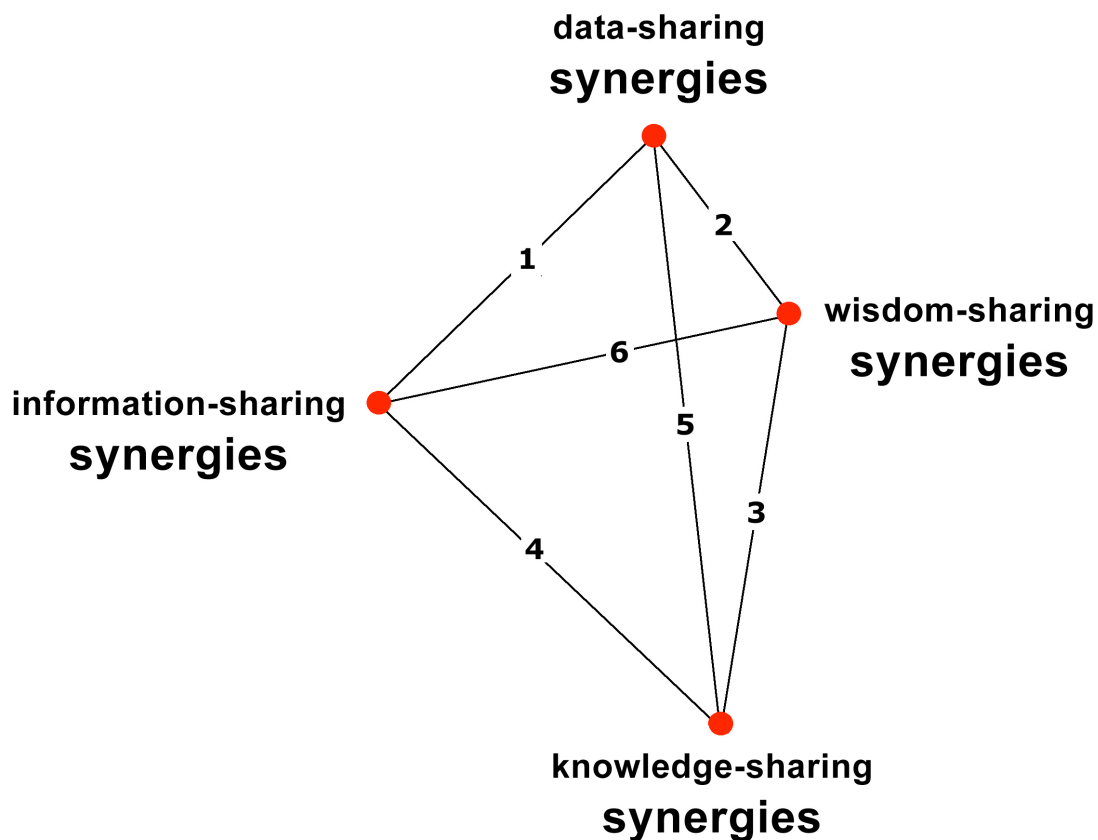 data-sharing
synergies
1
2
wisdom-sharing
synergies
6
information-sharing
synergies
5
3
4
knowledge-sharing
synergies